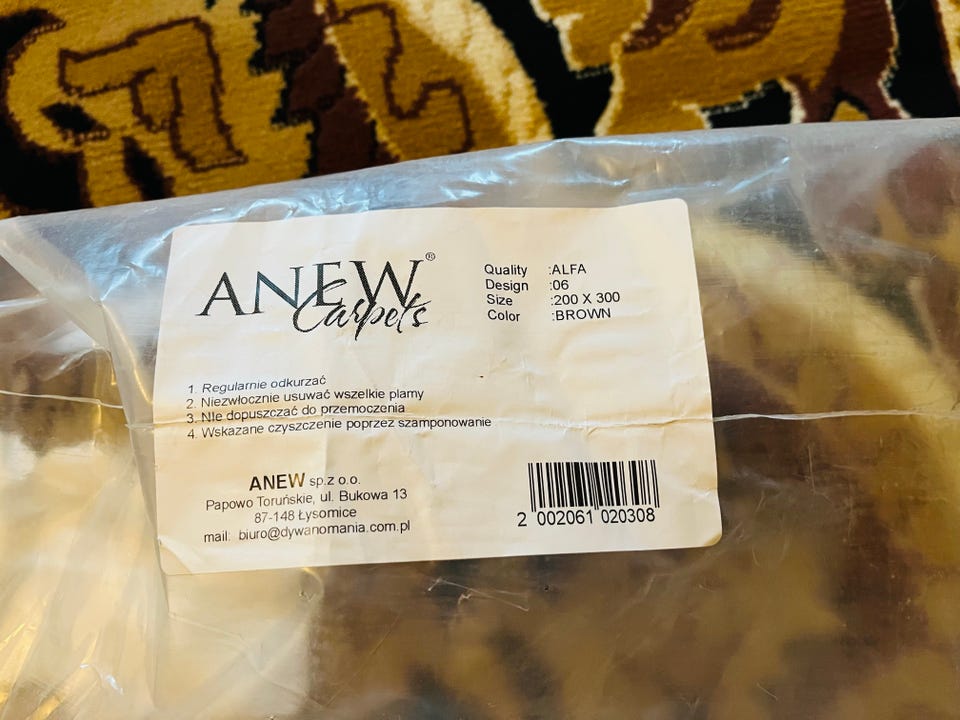 ANEW®
Carpets
Quality :ALFA
Design :06
Size :200 X 300
Color :BROWN
1. Regularnie odkurzać
2. Niezwłocznie usuwać wszelkie plamy
3. NIe dopuszczać do przemoczenia
4. Wskazane czyszczenie poprzez szamponowanie
ANEW sp.z o.o.
Papowo Toruńskie, ul. Bukowa 13
87-148 Łysomice
mail: biuro@dywanomania.com.pl
2 002061 020308